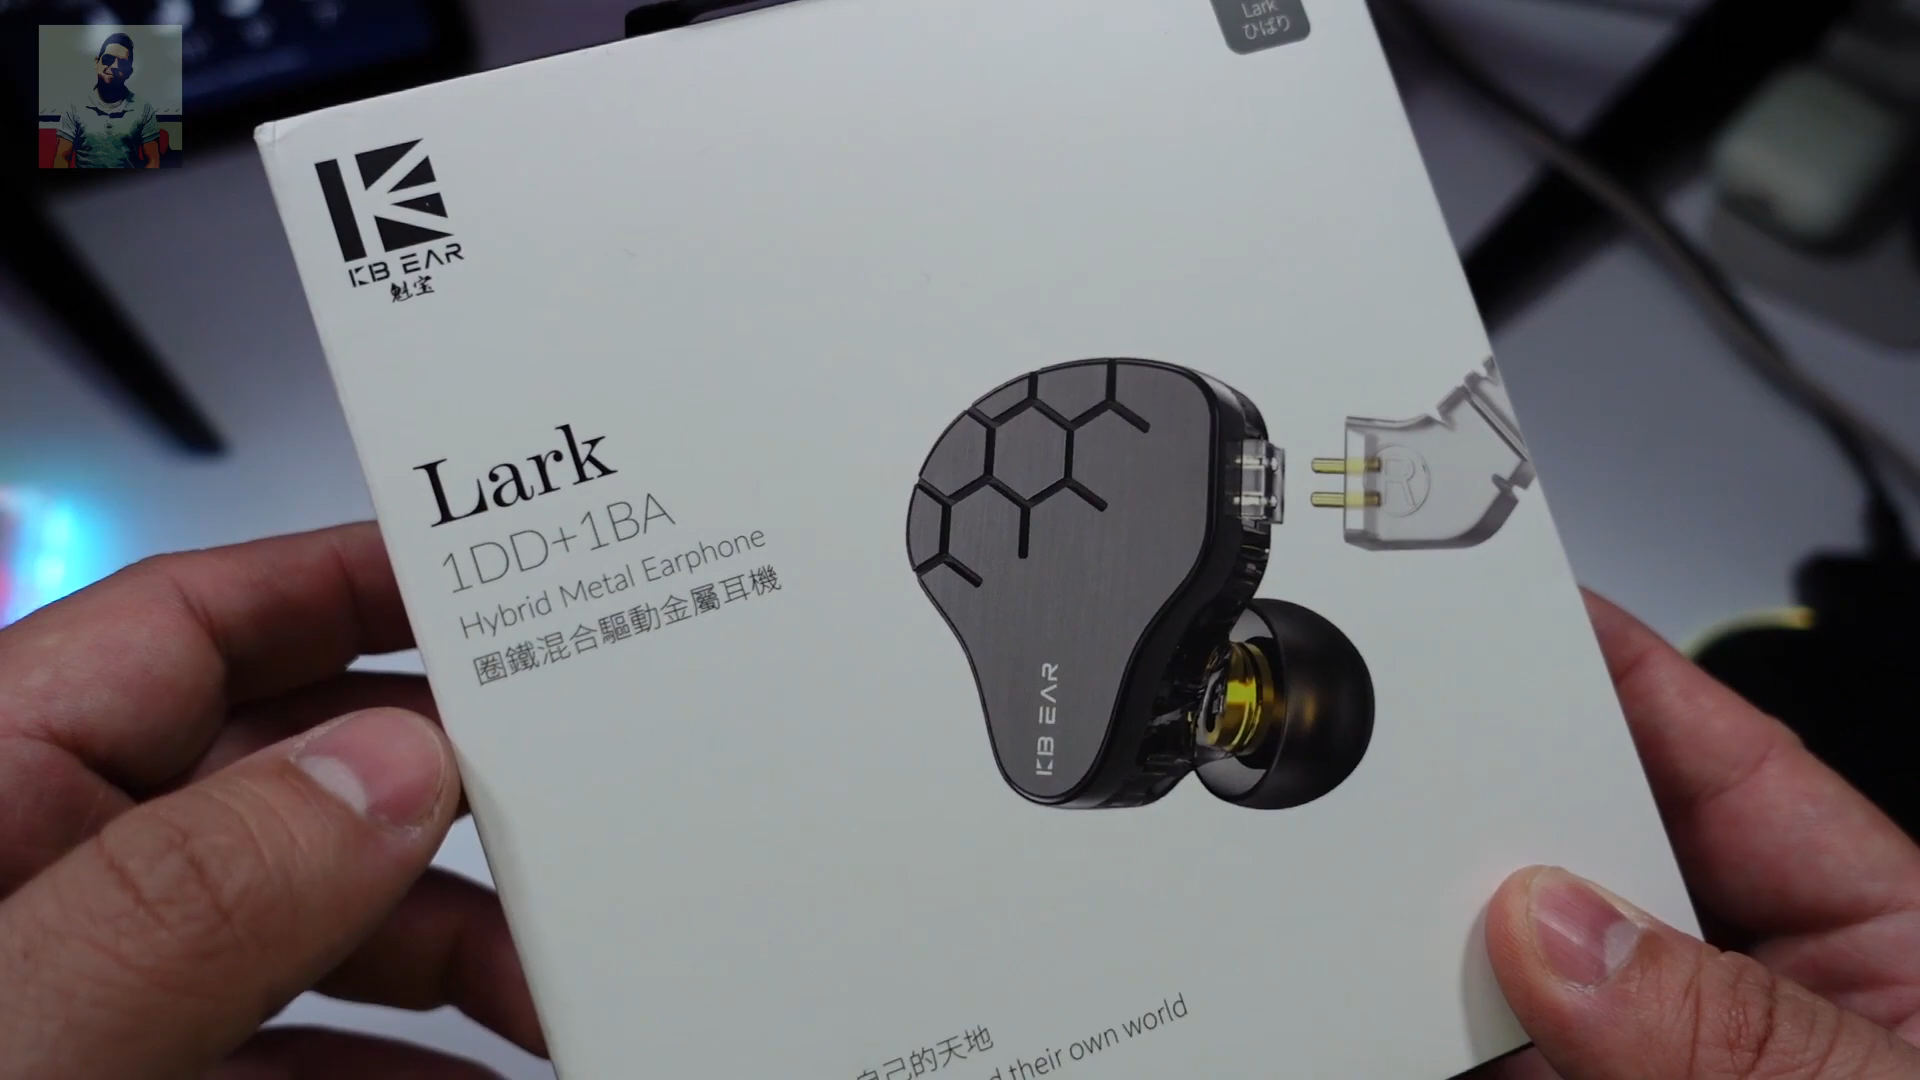 Lark
ひばり
KB EAR
魁宝
Lark
1DD+1BA
Hybrid Metal Earphone
圈鐵混合驅動金屬耳機
KB EAR
R
自己的天地
their own world